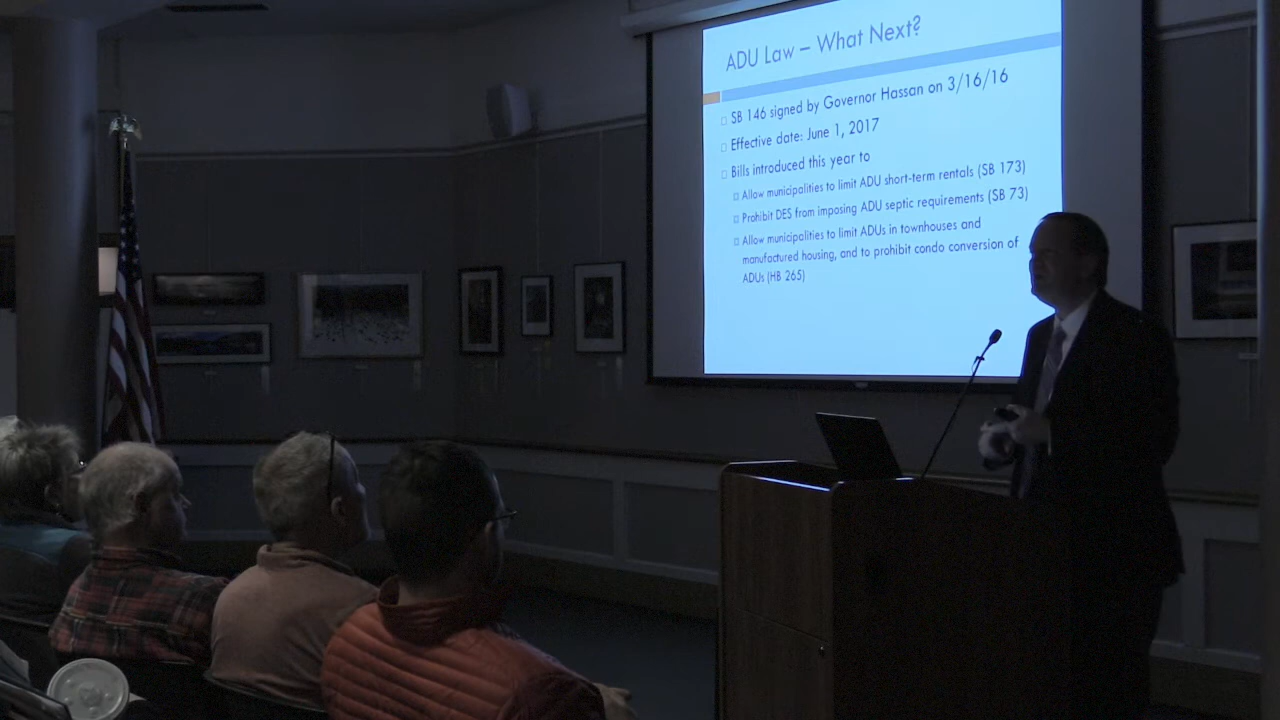 ADU Law – What Next?
SB 146 signed by Governor Hassan on 3/16/16
Effective date: June 1, 2017
Bills introduced this year to
Allow municipalities to limit ADU short-term rentals (SB 173)
Prohibit DES from imposing ADU septic requirements (SB 73)
Allow municipalities to limit ADUs in townhouses and
manufactured housing, and to prohibit condo conversion of
ADUs (HB 265)